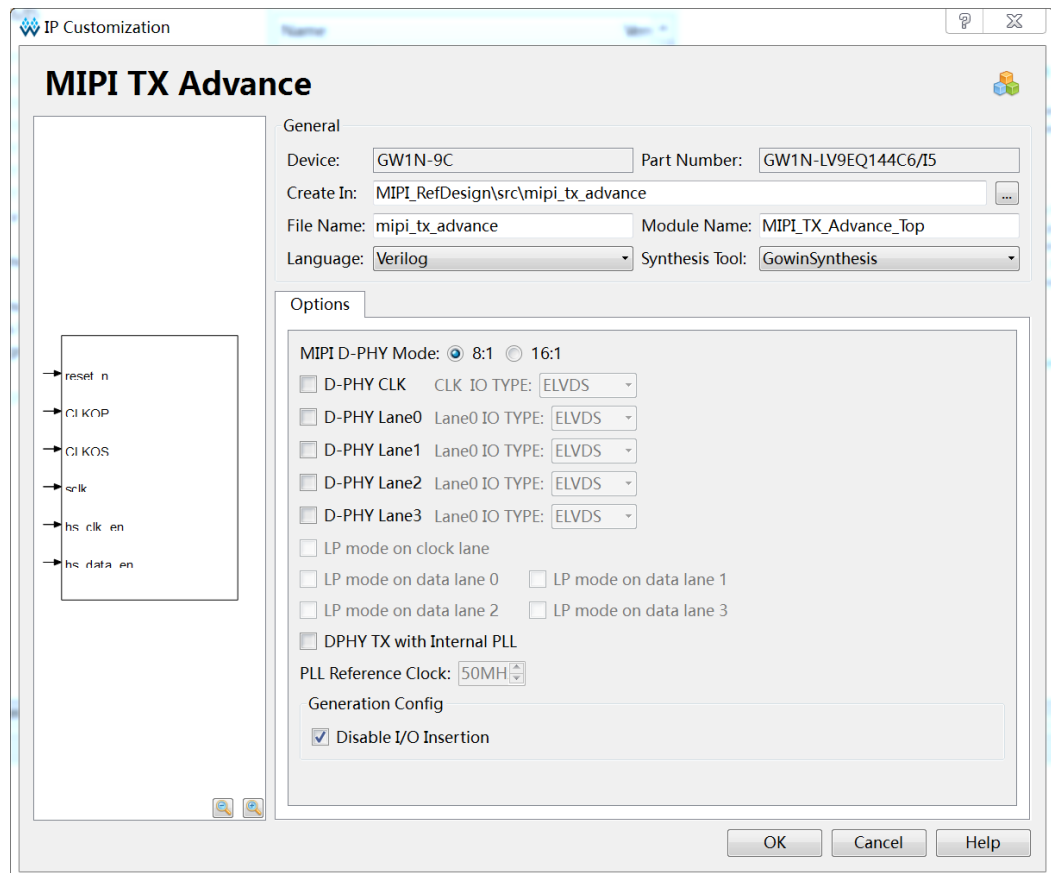 IP Customization
MIPI TX Advance
General
Device: GW1N-9C Part Number: GW1N-LV9EQ144C6/I5
Create In: MIPI_RefDesign\src\mipi_tx_advance ...
File Name: mipi_tx_advance Module Name: MIPI_TX_Advance_Top
Language: Verilog Synthesis Tool: GowinSynthesis
Options
reset_n
CLKOP
CLKOS
sclk
hs_clk_en
hs_data_en
MIPI D-PHY Mode: 8:1 16:1
D-PHY CLK CLK IO TYPE: ELVDS
D-PHY Lane0 Lane0 IO TYPE: ELVDS
D-PHY Lane1 Lane0 IO TYPE: ELVDS
D-PHY Lane2 Lane0 IO TYPE: ELVDS
D-PHY Lane3 Lane0 IO TYPE: ELVDS
LP mode on clock lane
LP mode on data lane 0 LP mode on data lane 1
LP mode on data lane 2 LP mode on data lane 3
DPHY TX with Internal PLL
PLL Reference Clock: 50MH
Generation Config
Disable I/O Insertion
OK Cancel Help